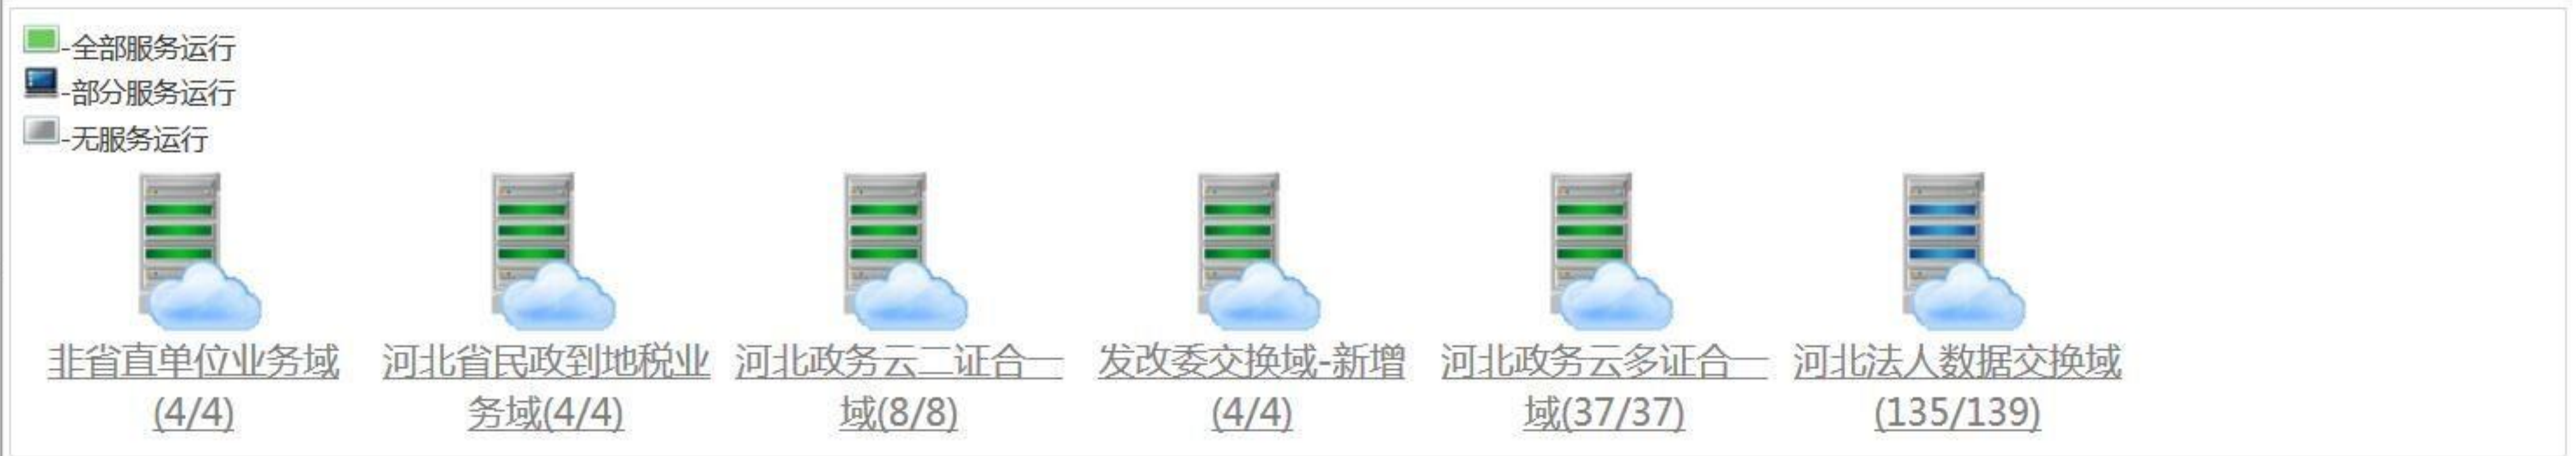 -全部服务运行
-部分服务运行
-无服务运行
非省直单位业务域
(4/4)
河北省民政到地税业
务域(4/4)
河北政务云二证合一
域(8/8)
发改委交换域-新增
(4/4)
河北政务云多证合一
域(37/37)
河北法人数据交换域
(135/139)